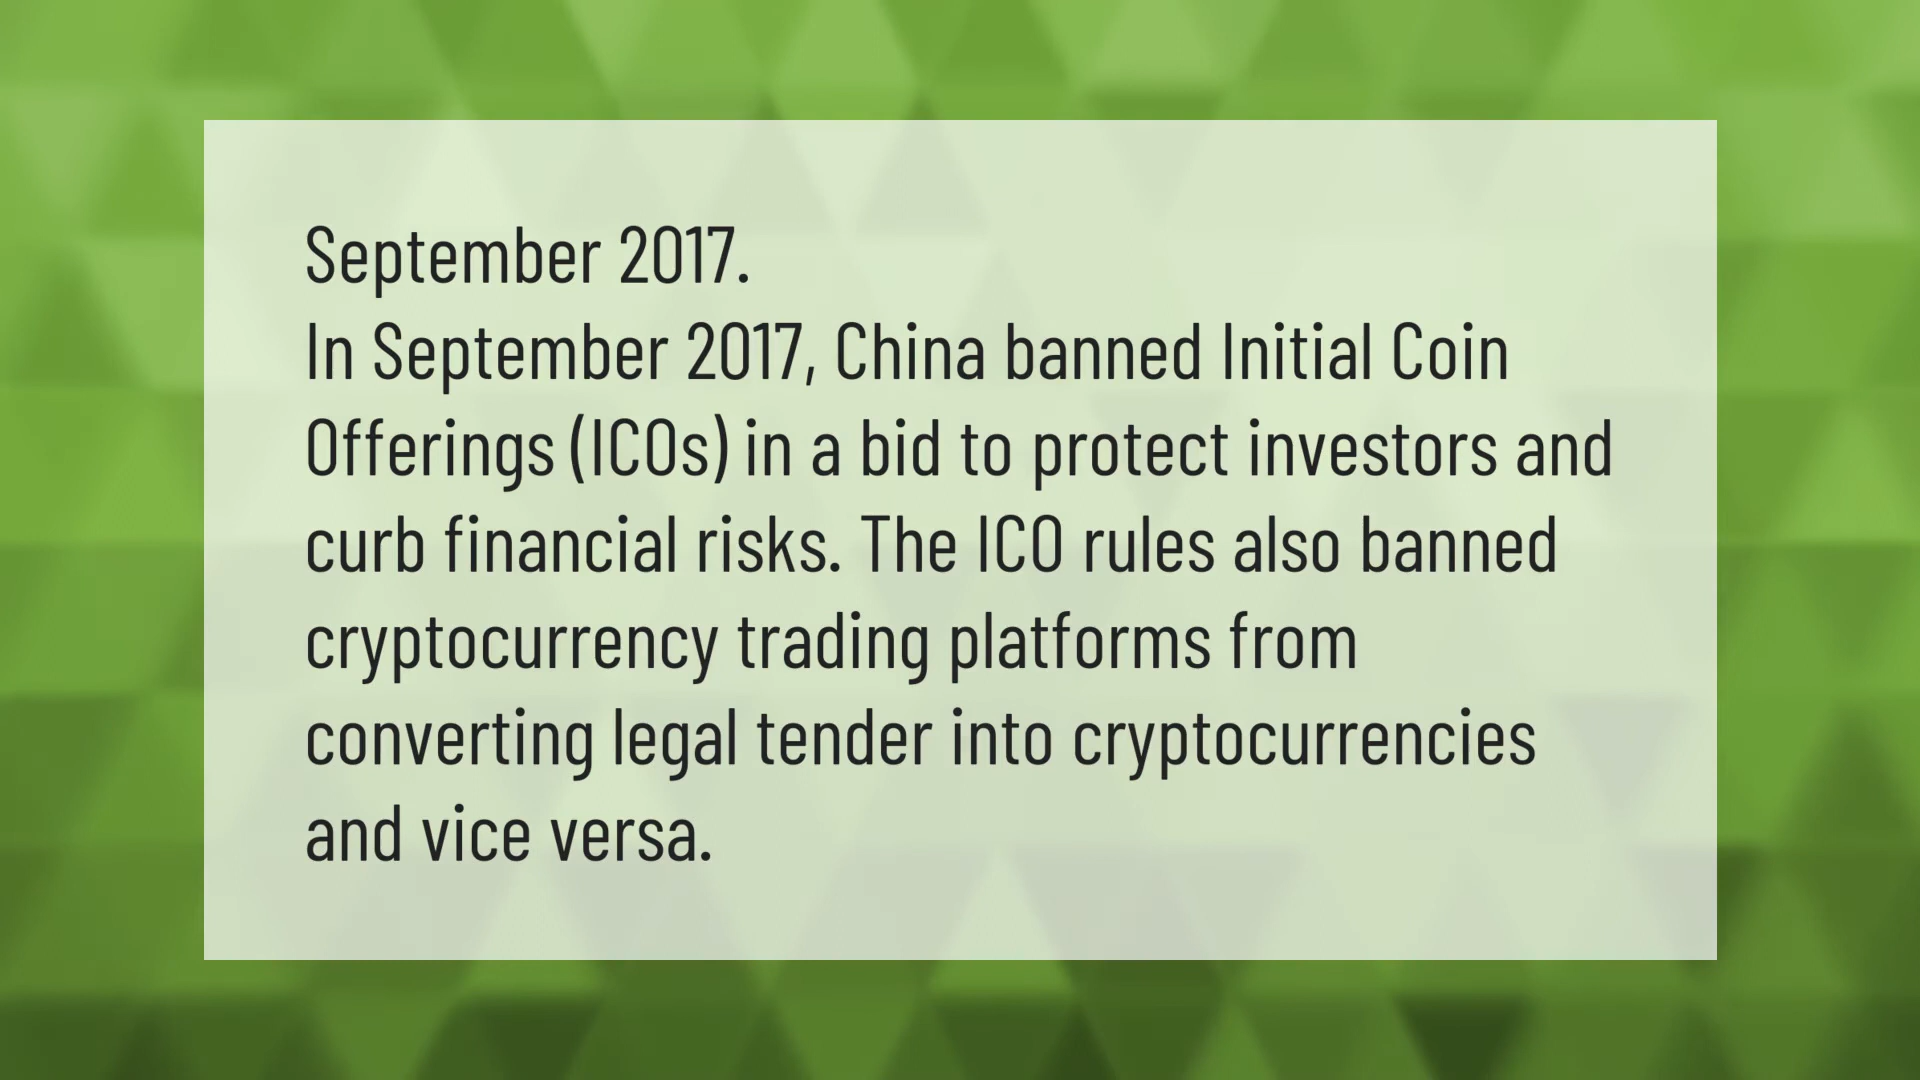 September 2017.
In September 2017, China banned Initial Coin
Offerings (ICOs) in a bid to protect investors and
curb financial risks. The ICO rules also banned
cryptocurrency trading platforms from
converting legal tender into cryptocurrencies
and vice versa.